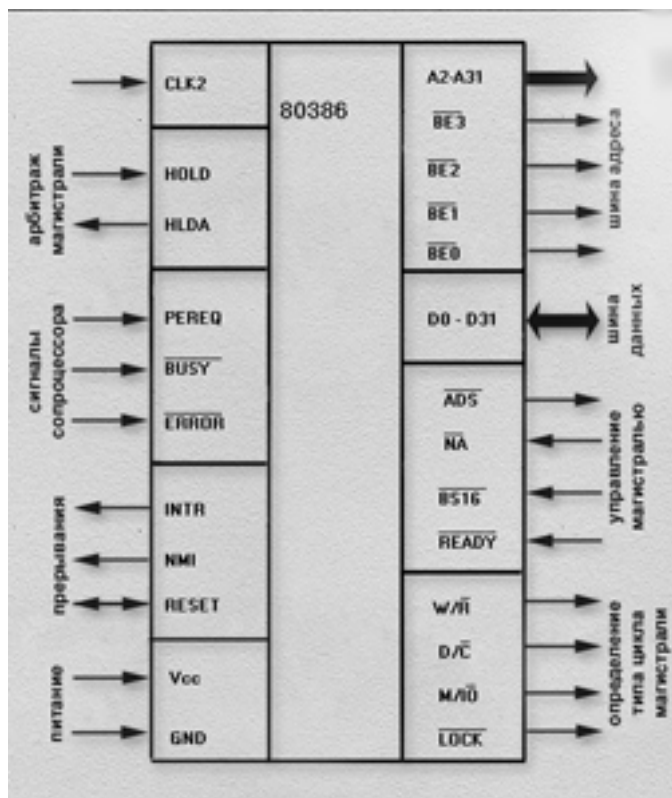 80386
CLK2
арбитраж
магистрали
HOLD
HLDA
сигналы
сопроцессора
PEREQ
BUSY
ERROR
прерывания
INTR
NMI
RESET
питание
Vcc
GND
A2-A31
BE3
BE2
BE1
BE0
шина адреса
D0 - D31
шина
данных
ADS
NA
BS16
READY
управление
магистралью
W/R
D/C
M/IO
LOCK
определение
типа цикла
магистрали